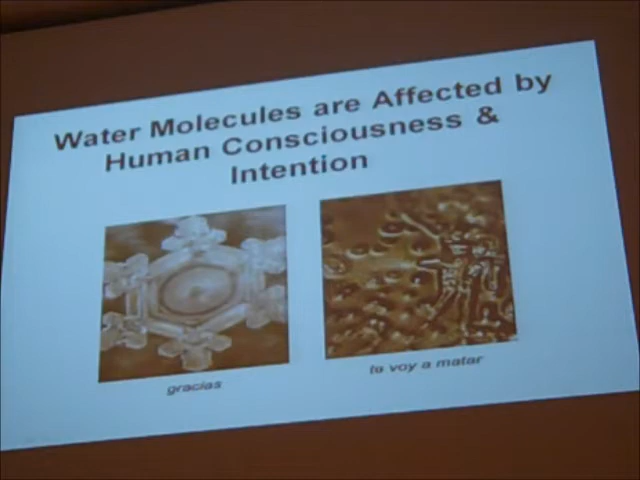 Water Molecules are Affected by
Human Consciousness &
Intention
gracias
te voy a matar